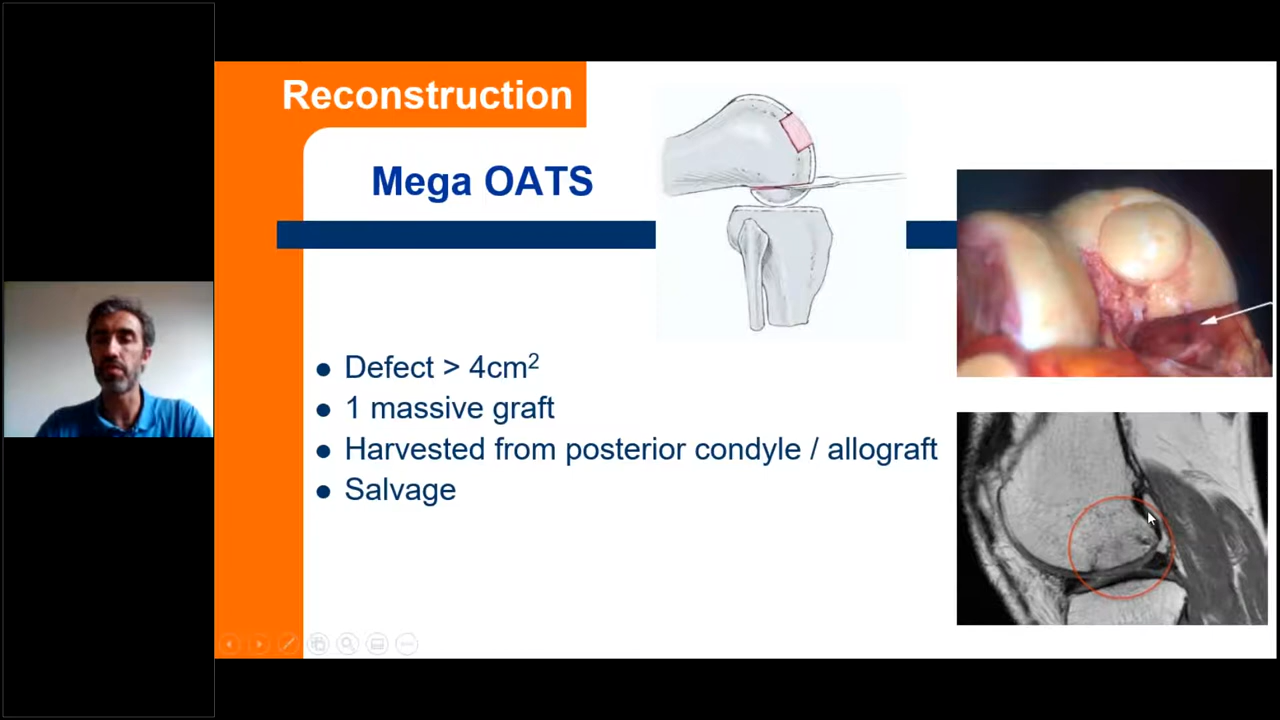 Reconstruction
Mega OATS
● Defect > 4cm²
● 1 massive graft
● Harvested from posterior condyle / allograft
● Salvage